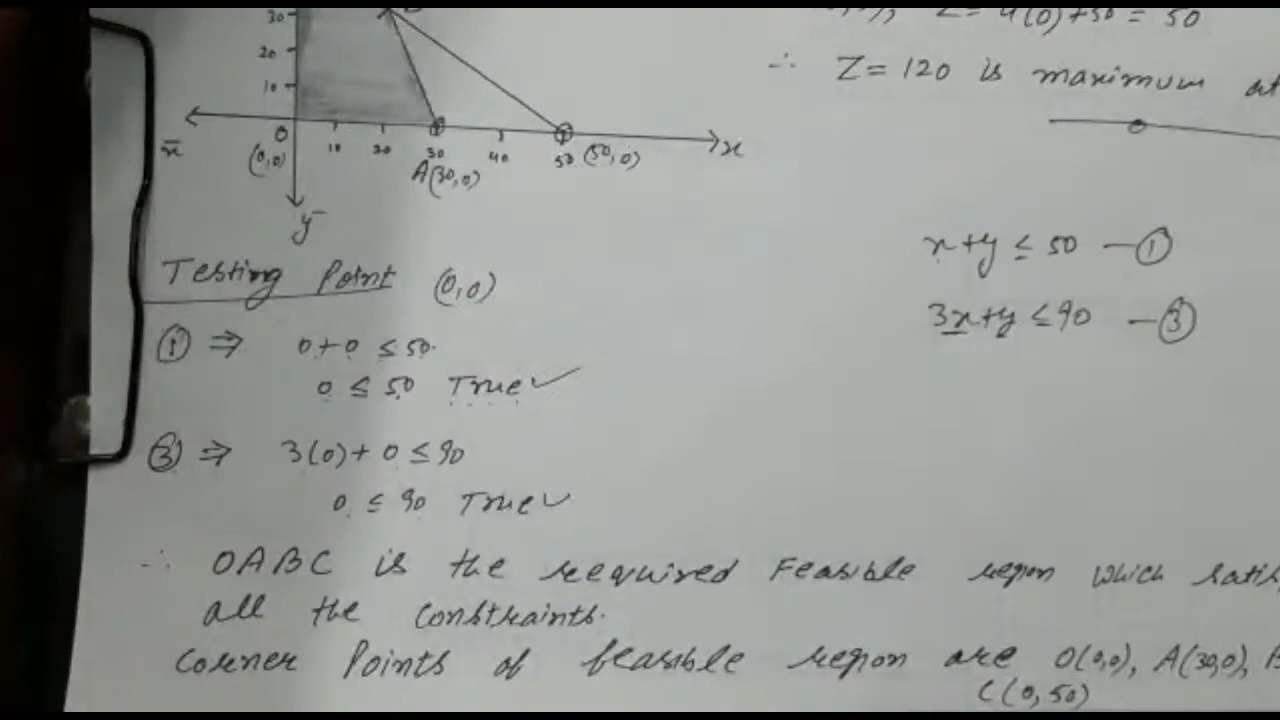 Z = 4(0)+50 = 50
∴ Z = 120 is maximum at
30
20
10
O
(0,0)
10 20 30 40 50 (50,0)
x
A(30,0)
y⁻
x+y ≤ 50 —①
3x+y ≤ 90 —③
Testing Point (0,0)
① ⇒ 0+0 ≤ 50.
0 ≤ 50 True✓
③ ⇒ 3(0)+0 ≤ 90
0 ≤ 90 True✓
∴ OABC is the required Feasible region which
all the constraints.
Corner Points of feasible region are O(0,0), A(30,0),
C(0,50)